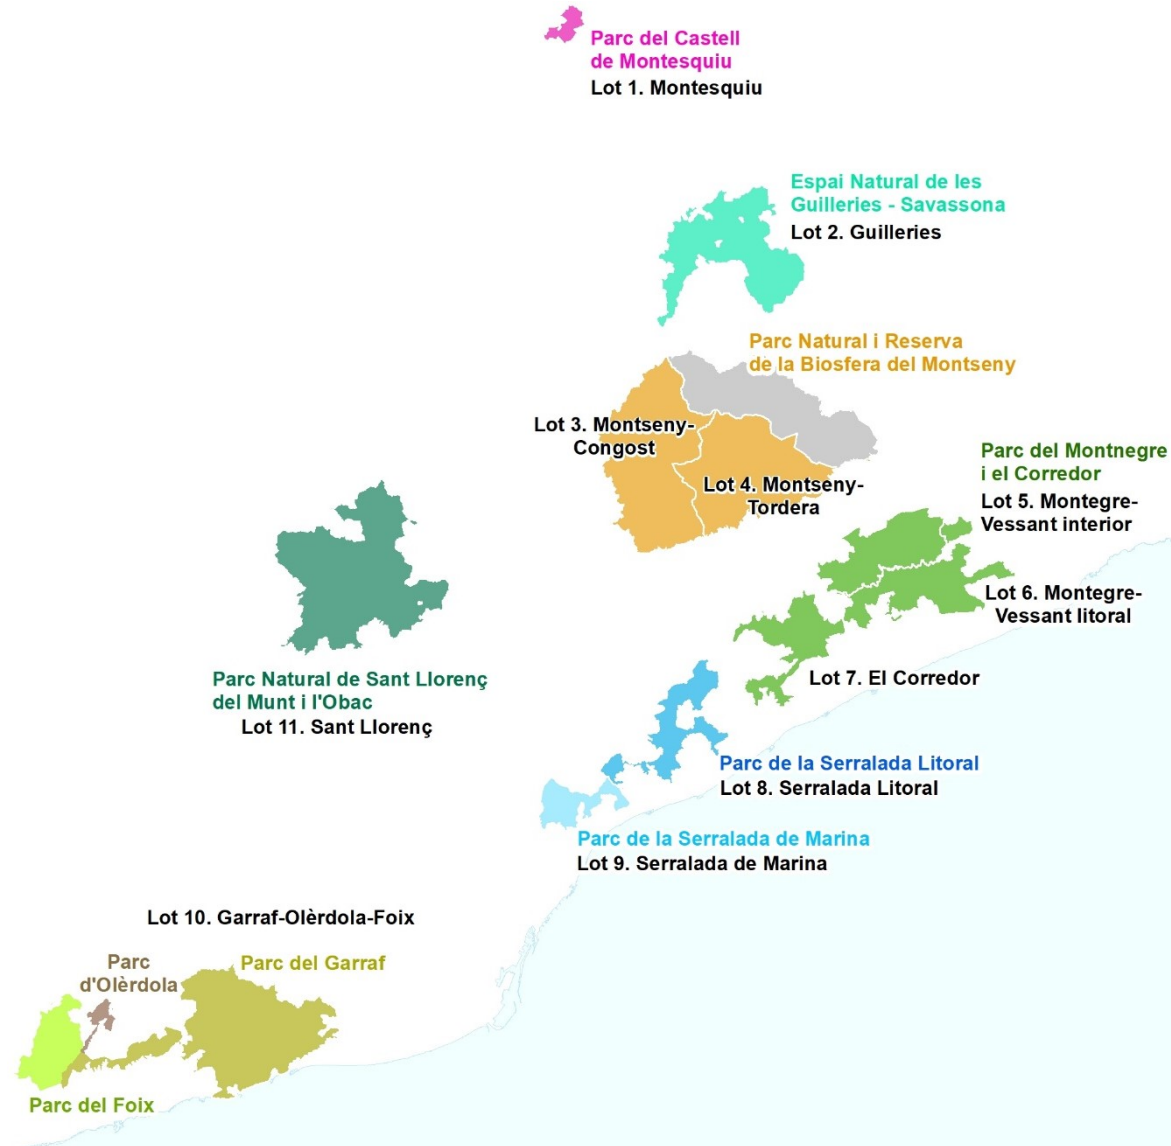 Parc del Castell
de Montesquiu
Lot 1. Montesquiu
Espai Natural de les
Guilleries - Savassona
Lot 2. Guilleries
Parc Natural i Reserva
de la Biosfera del Montseny
Lot 3. Montseny-
Congost
Lot 4. Montseny-
Tordera
Parc del Montnegre
i el Corredor
Lot 5. Montegre-
Vessant interior
Lot 6. Montegre-
Vessant litoral
Lot 7. El Corredor
Parc Natural de Sant Llorenç
del Munt i l'Obac
Lot 11. Sant Llorenç
Parc de la Serralada Litoral
Lot 8. Serralada Litoral
Parc de la Serralada de Marina
Lot 9. Serralada de Marina
Lot 10. Garraf-Olèrdola-Foix
Parc
d'Olèrdola
Parc del Garraf
Parc del Foix